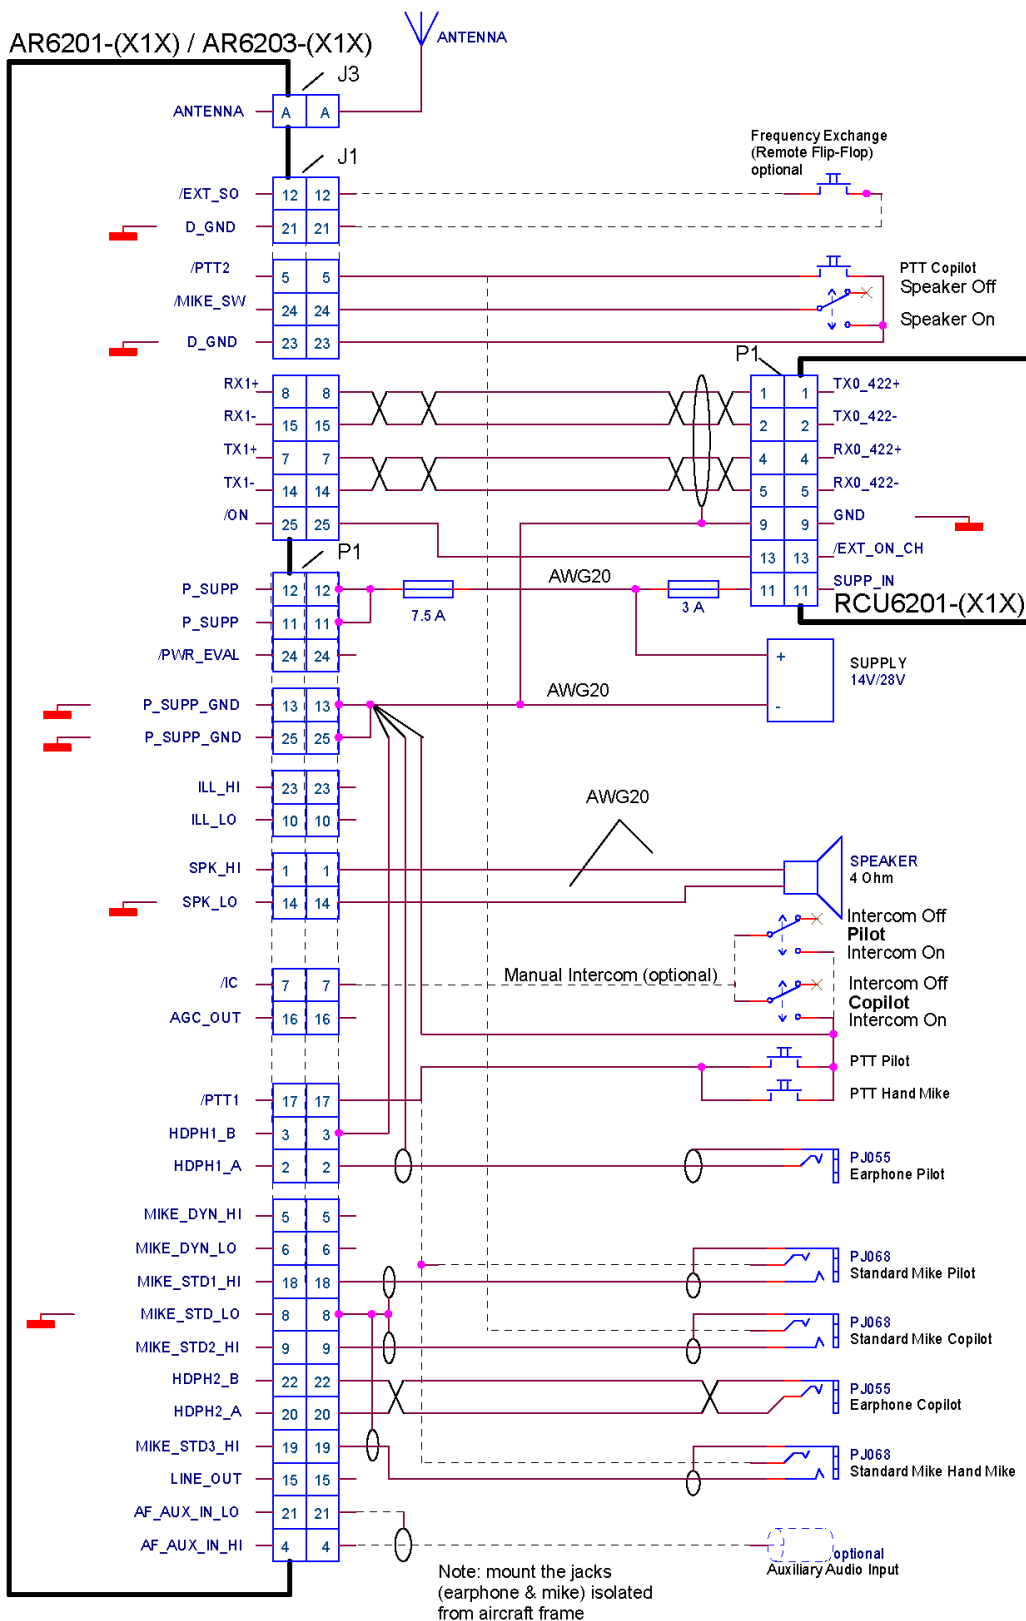 AR6201-(X1X) / AR6203-(X1X)
ANTENNA
J3
ANTENNA A A
J1
Frequency Exchange
(Remote Flip-Flop)
optional
/EXT_SO 12 12
D_GND 21 21
/PTT2 5 5
PTT Copilot
Speaker Off
/MIKE_SW 24 24
Speaker On
D_GND 23 23
P1
RX1+ 8 8
1 1 TX0_422+
RX1- 15 15
2 2 TX0_422-
TX1+ 7 7
4 4 RX0_422+
TX1- 14 14
5 5 RX0_422-
/ON 25 25
9 9 GND
13 13 /EXT_ON_CH
P1
AWG20
11 11 SUPP_IN
P_SUPP 12 12
7.5 A
3 A
RCU6201-(X1X)
P_SUPP 11 11
/PWR_EVAL 24 24
+
SUPPLY
14V/28V
AWG20
P_SUPP_GND 13 13
-
P_SUPP_GND 25 25
ILL_HI 23 23
AWG20
ILL_LO 10 10
SPK_HI 1 1
SPEAKER
4 Ohm
SPK_LO 14 14
Intercom Off
Pilot
Intercom On
/IC 7 7
Manual Intercom (optional)
Intercom Off
Copilot
Intercom On
AGC_OUT 16 16
PTT Pilot
PTT Hand Mike
/PTT1 17 17
HDPH1_B 3 3
HDPH1_A 2 2
PJ055
Earphone Pilot
MIKE_DYN_HI 5 5
MIKE_DYN_LO 6 6
PJ068
Standard Mike Pilot
MIKE_STD1_HI 18 18
MIKE_STD_LO 8 8
PJ068
Standard Mike Copilot
MIKE_STD2_HI 9 9
HDPH2_B 22 22
PJ055
Earphone Copilot
HDPH2_A 20 20
MIKE_STD3_HI 19 19
PJ068
Standard Mike Hand Mike
LINE_OUT 15 15
AF_AUX_IN_LO 21 21
AF_AUX_IN_HI 4 4
optional
Auxiliary Audio Input
Note: mount the jacks
(earphone & mike) isolated
from aircraft frame